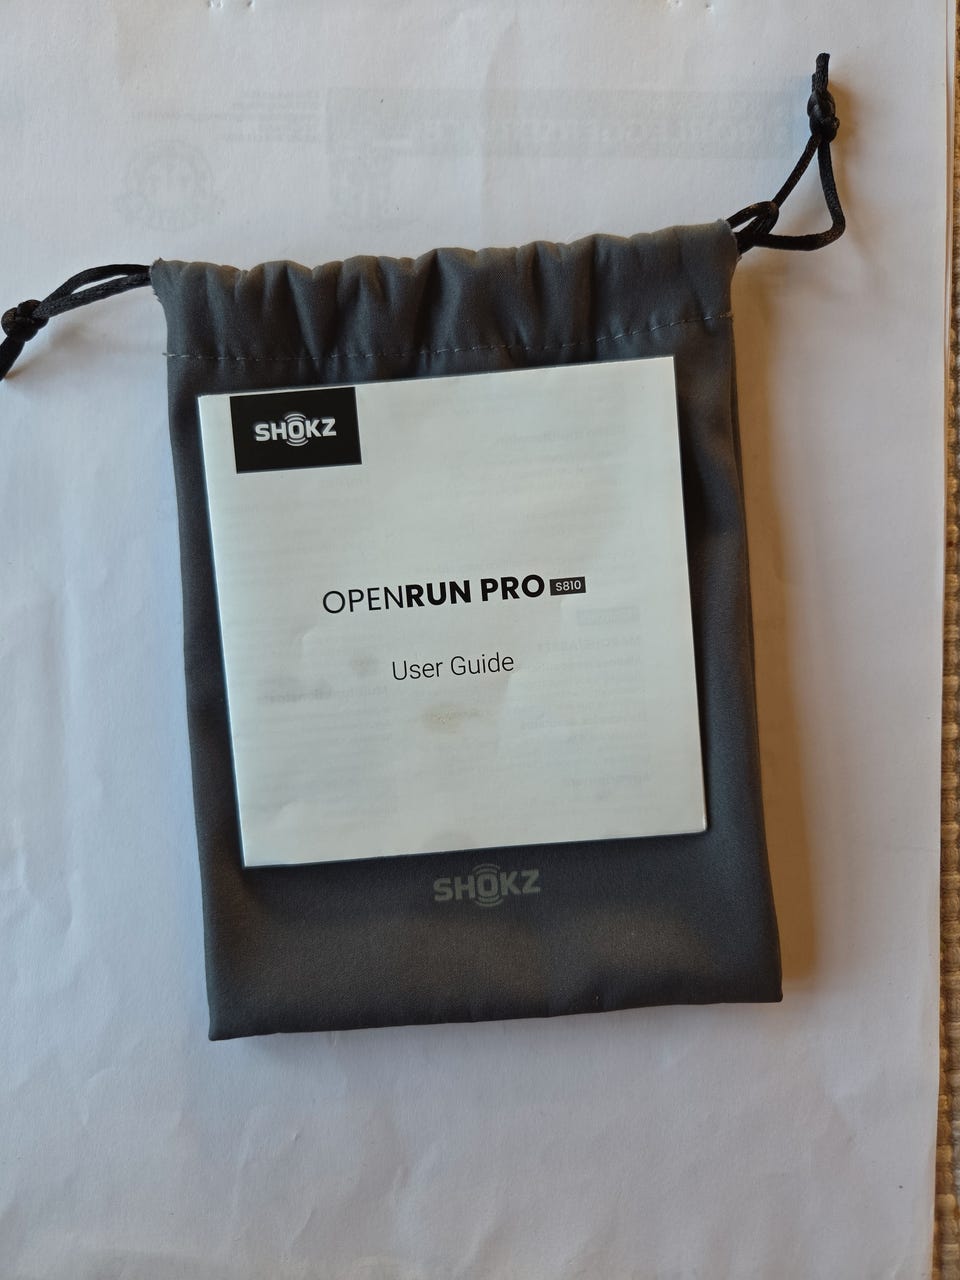 SHOKZ
OPENRUN PRO S810
User Guide
SHOKZ